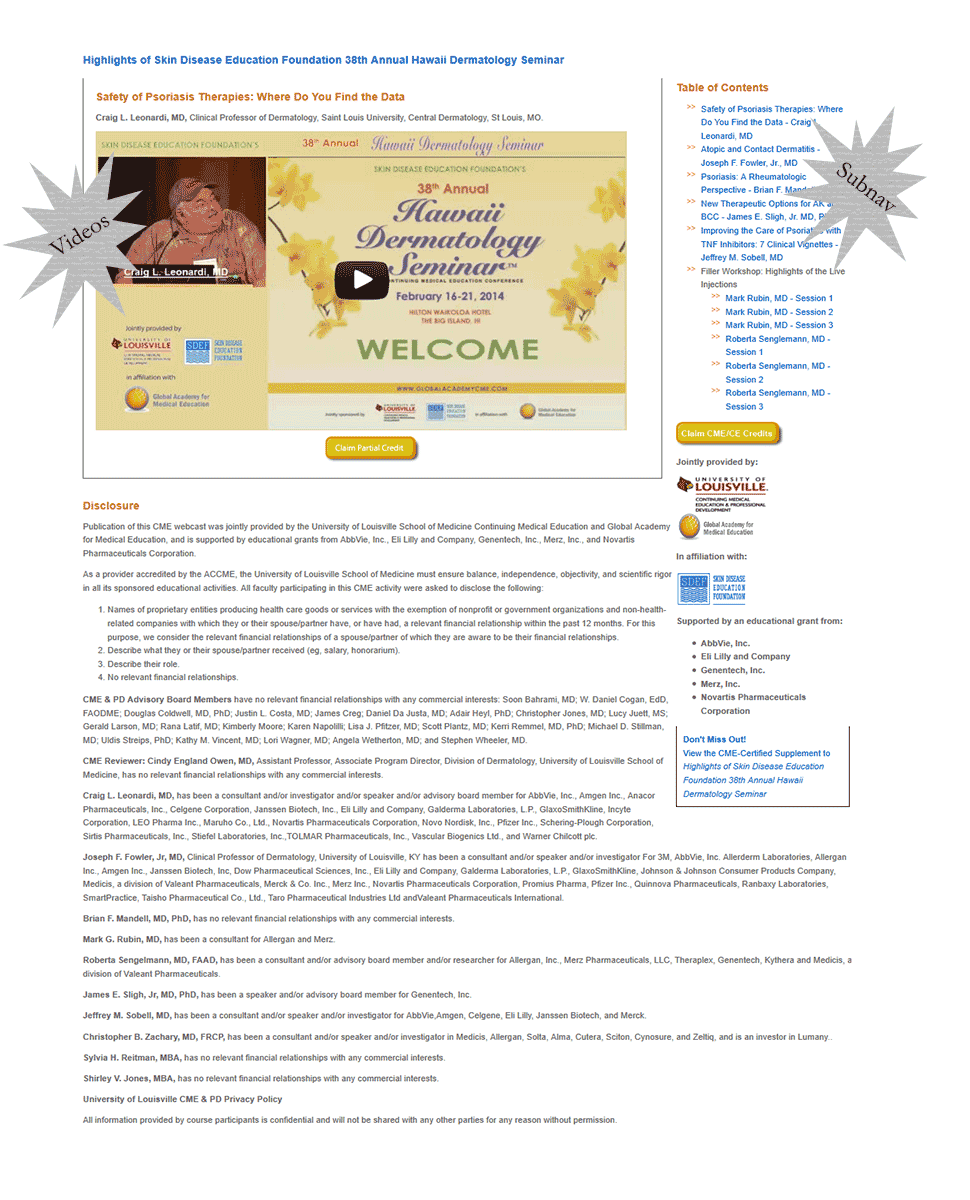 Highlights of Skin Disease Education Foundation 38th Annual Hawaii Dermatology Seminar
Safety of Psoriasis Therapies: Where Do You Find the Data
Craig L. Leonardi, MD, Clinical Professor of Dermatology, Saint Louis University, Central Dermatology, St Louis, MO.
SKIN DISEASE EDUCATION FOUNDATION'S 38th Annual Hawaii Dermatology Seminar
Videos
Craig L. Leonardi, MD
Jointly provided by
UNIVERSITY OF
LOUISVILLE
SDEF SKIN DISEASE
EDUCATION
FOUNDATION
in affiliation with
Global Academy for
Medical Education
SKIN DISEASE EDUCATION FOUNDATION'S
38th Annual
Hawaii
Dermatology
Seminar™
CONTINUING MEDICAL EDUCATION CONFERENCE
February 16-21, 2014
HILTON WAIKOLOA HOTEL
THE BIG ISLAND, HI
WELCOME
WWW.GLOBALACADEMYCME.COM
Jointly sponsored by
UNIVERSITY OF
LOUISVILLE
SDEF SKIN DISEASE
EDUCATION
FOUNDATION
in affiliation with
Global Academy for
Medical Education
Claim Partial Credit
Disclosure
Publication of this CME webcast was jointly provided by the University of Louisville School of Medicine Continuing Medical Education and Global Academy
for Medical Education, and is supported by educational grants from AbbVie, Inc., Eli Lilly and Company, Genentech, Inc., Merz, Inc., and Novartis
Pharmaceuticals Corporation.
As a provider accredited by the ACCME, the University of Louisville School of Medicine must ensure balance, independence, objectivity, and scientific rigor
in all its sponsored educational activities. All faculty participating in this CME activity were asked to disclose the following:
1. Names of proprietary entities producing health care goods or services with the exemption of nonprofit or government organizations and non-health-
related companies with which they or their spouse/partner have, or have had, a relevant financial relationship within the past 12 months. For this
purpose, we consider the relevant financial relationships of a spouse/partner of which they are aware to be their financial relationships.
2. Describe what they or their spouse/partner received (eg, salary, honorarium).
3. Describe their role.
4. No relevant financial relationships.
CME & PD Advisory Board Members have no relevant financial relationships with any commercial interests: Soon Bahrami, MD; W. Daniel Cogan, EdD,
FAODME; Douglas Coldwell, MD, PhD; Justin L. Costa, MD; James Creg; Daniel Da Justa, MD; Adair Heyl, PhD; Christopher Jones, MD; Lucy Juett, MS;
Gerald Larson, MD; Rana Latif, MD; Kimberly Moore; Karen Napolilli; Lisa J. Pfitzer, MD; Scott Plantz, MD; Kerri Remmel, MD, PhD; Michael D. Stillman,
MD; Uldis Streips, PhD; Kathy M. Vincent, MD; Lori Wagner, MD; Angela Wetherton, MD; and Stephen Wheeler, MD.
CME Reviewer: Cindy England Owen, MD, Assistant Professor, Associate Program Director, Division of Dermatology, University of Louisville School of
Medicine, has no relevant financial relationships with any commercial interests.
Craig L. Leonardi, MD, has been a consultant and/or investigator and/or speaker and/or advisory board member for AbbVie, Inc., Amgen Inc., Anacor
Pharmaceuticals, Inc., Celgene Corporation, Janssen Biotech, Inc., Eli Lilly and Company, Galderma Laboratories, L.P., GlaxoSmithKline, Incyte
Corporation, LEO Pharma Inc., Maruho Co., Ltd., Novartis Pharmaceuticals Corporation, Novo Nordisk, Inc., Pfizer Inc., Schering-Plough Corporation,
Sirtis Pharmaceuticals, Inc., Stiefel Laboratories, Inc.,TOLMAR Pharmaceuticals, Inc., Vascular Biogenics Ltd., and Warner Chilcott plc.
Joseph F. Fowler, Jr, MD, Clinical Professor of Dermatology, University of Louisville, KY has been a consultant and/or speaker and/or investigator For 3M, AbbVie, Inc. Allerderm Laboratories, Allergan
Inc., Amgen Inc., Janssen Biotech, Inc, Dow Pharmaceutical Sciences, Inc., Eli Lilly and Company, Galderma Laboratories, L.P., GlaxoSmithKline, Johnson & Johnson Consumer Products Company,
Medicis, a division of Valeant Pharmaceuticals, Merck & Co. Inc., Merz Inc., Novartis Pharmaceuticals Corporation, Promius Pharma, Pfizer Inc., Quinnova Pharmaceuticals, Ranbaxy Laboratories,
SmartPractice, Taisho Pharmaceutical Co., Ltd., Taro Pharmaceutical Industries Ltd andValeant Pharmaceuticals International.
Brian F. Mandell, MD, PhD, has no relevant financial relationships with any commercial interests.
Mark G. Rubin, MD, has been a consultant for Allergan and Merz.
Roberta Sengelmann, MD, FAAD, has been a consultant and/or advisory board member and/or researcher for Allergan, Inc., Merz Pharmaceuticals, LLC, Theraplex, Genentech, Kythera and Medicis, a
division of Valeant Pharmaceuticals.
James E. Sligh, Jr, MD, PhD, has been a speaker and/or advisory board member for Genentech, Inc.
Jeffrey M. Sobell, MD, has been a consultant and/or speaker and/or investigator for AbbVie,Amgen, Celgene, Eli Lilly, Janssen Biotech, and Merck.
Christopher B. Zachary, MD, FRCP, has been a consultant and/or speaker and/or investigator in Medicis, Allergan, Solta, Alma, Cutera, Sciton, Cynosure, and Zeltiq, and is an investor in Lumany..
Sylvia H. Reitman, MBA, has no relevant financial relationships with any commercial interests.
Shirley V. Jones, MBA, has no relevant financial relationships with any commercial interests.
University of Louisville CME & PD Privacy Policy
All information provided by course participants is confidential and will not be shared with any other parties for any reason without permission.
Table of Contents
>> Safety of Psoriasis Therapies: Where
Do You Find the Data - Craig
Leonardi, MD
>> Atopic and Contact Dermatitis -
Joseph F. Fowler, Jr., MD
>> Psoriasis: A Rheumatologic
Perspective - Brian F.
>> New Therapeutic Options for AK
BCC - James E. Sligh, Jr. MD,
>> Improving the Care of with
TNF Inhibitors: 7 Clinical Vignettes -
Jeffrey M. Sobell, MD
>> Filler Workshop: Highlights of the Live
Injections
>> Mark Rubin, MD - Session 1
>> Mark Rubin, MD - Session 2
>> Mark Rubin, MD - Session 3
>> Roberta Senglemann, MD -
Session 1
>> Roberta Senglemann, MD -
Session 2
>> Roberta Senglemann, MD -
Session 3
Subnav
Claim CME/CE Credits
Jointly provided by:
UNIVERSITY OF
LOUISVILLE.
CONTINUING MEDICAL
EDUCATION & PROFESSIONAL
DEVELOPMENT
Global Academy for
Medical Education
In affiliation with:
SDEF SKIN DISEASE
EDUCATION
FOUNDATION
Supported by an educational grant from:
• AbbVie, Inc.
• Eli Lilly and Company
• Genentech, Inc.
• Merz, Inc.
• Novartis Pharmaceuticals
Corporation
Don't Miss Out!
View the CME-Certified Supplement to
Highlights of Skin Disease Education
Foundation 38th Annual Hawaii
Dermatology Seminar